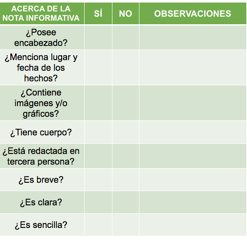 ACERCA DE LA NOTA INFORMATIVA SÍ NO OBSERVACIONES
¿Posee encabezado?
¿Menciona lugar y fecha de los hechos?
¿Contiene imágenes y/o gráficos?
¿Tiene cuerpo?
¿Está redactada en tercera persona?
¿Es breve?
¿Es clara?
¿Es sencilla?